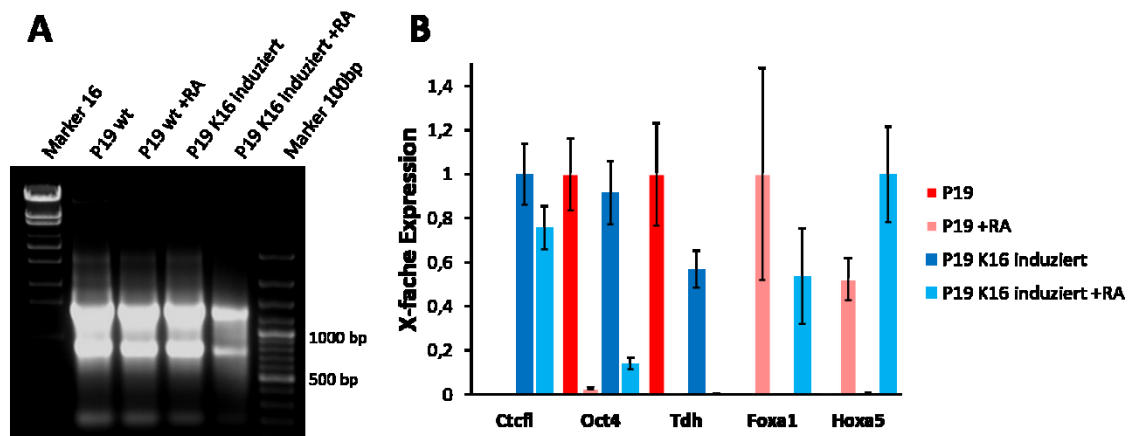 A
Marker 16
P19 wt
P19 wt +RA
P19 K16 induziert
P19 K16 induziert +RA
Marker 100bp
1000 bp
500 bp
B
X-fache Expression
1,6
1,4
1,2
1
0,8
0,6
0,4
0,2
0
Ctcfl
Oct4
Tdh
Foxa1
Hoxa5
P19
P19 +RA
P19 K16 induziert
P19 K16 induziert +RA